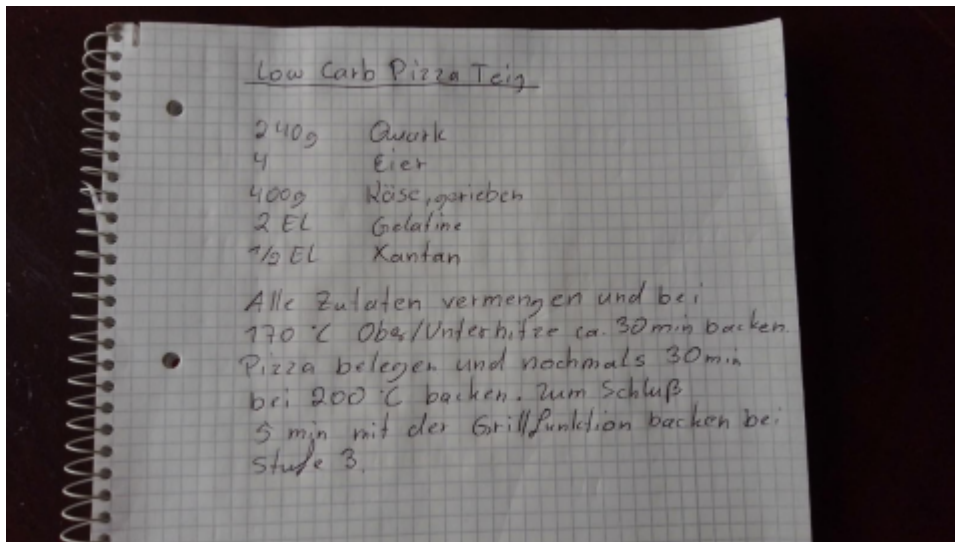 Low Carb Pizza Teig
240g Quark
4 Eier
400g Käse, gerieben
2 EL Gelatine
1/2 EL Xantan
Alle Zutaten vermengen und bei
170 °C Ober/Unterhitze ca. 30 min backen.
Pizza belegen und nochmals 30 min
bei 200 °C backen. Zum Schluß
5 min mit der Grillfunktion backen bei
Stufe 3.